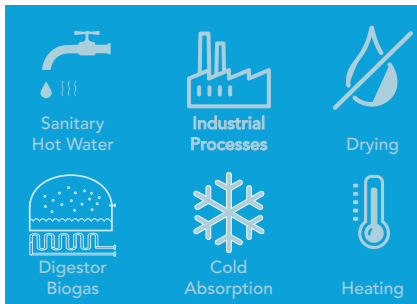 Sanitary
Hot Water
Industrial
Processes
Drying
Digestor
Biogas
Cold
Absorption
Heating